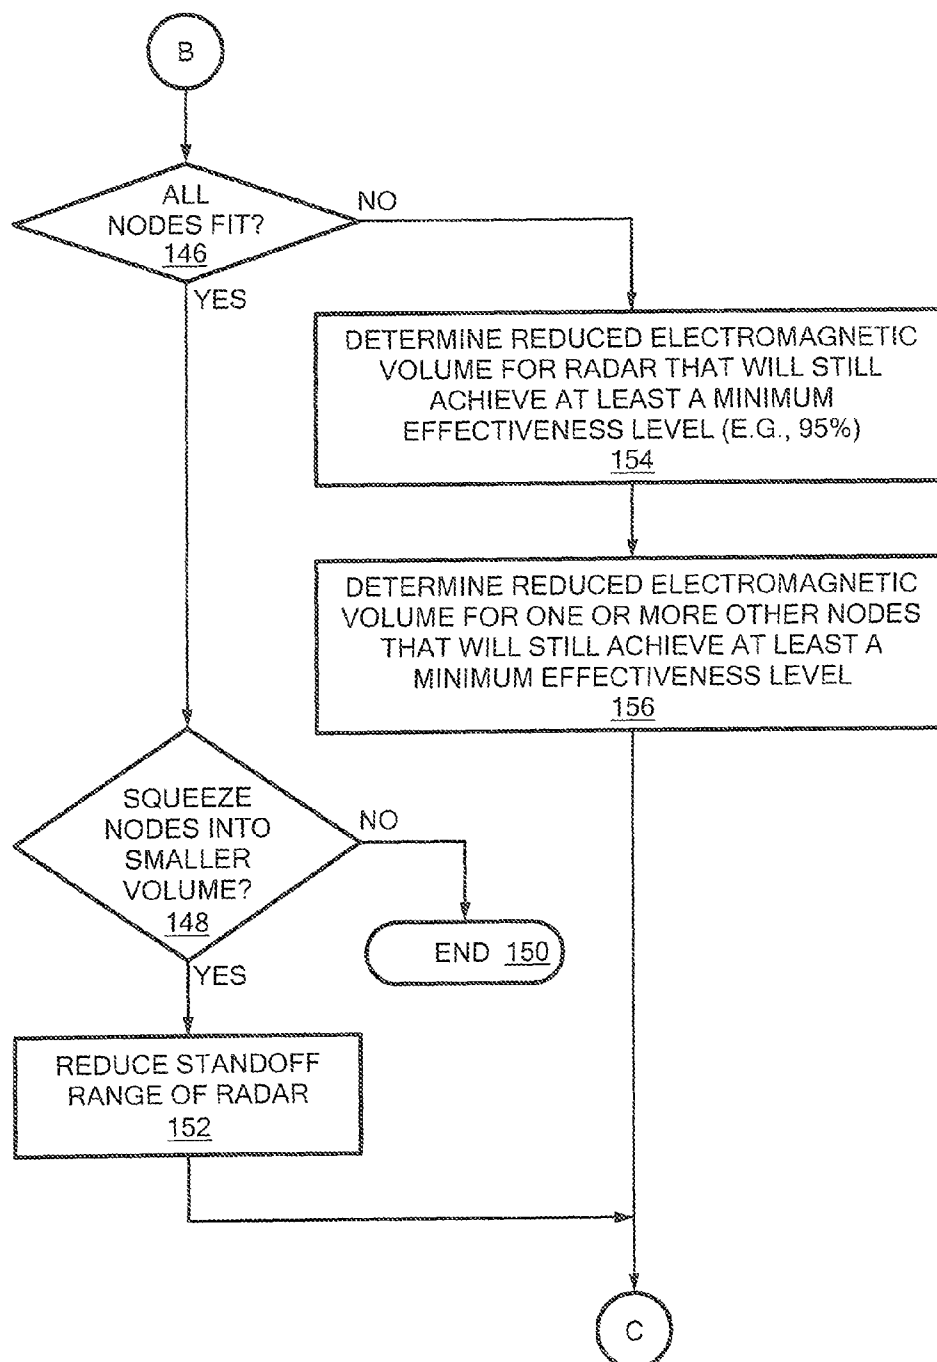 B
ALL
NODES FIT?
146
NO
YES
DETERMINE REDUCED ELECTROMAGNETIC
VOLUME FOR RADAR THAT WILL STILL
ACHIEVE AT LEAST A MINIMUM
EFFECTIVENESS LEVEL (E.G., 95%)
154
DETERMINE REDUCED ELECTROMAGNETIC
VOLUME FOR ONE OR MORE OTHER NODES
THAT WILL STILL ACHIEVE AT LEAST A
MINIMUM EFFECTIVENESS LEVEL
156
SQUEEZE
NODES INTO
SMALLER
VOLUME?
148
NO
END 150
YES
REDUCE STANDOFF
RANGE OF RADAR
152
C